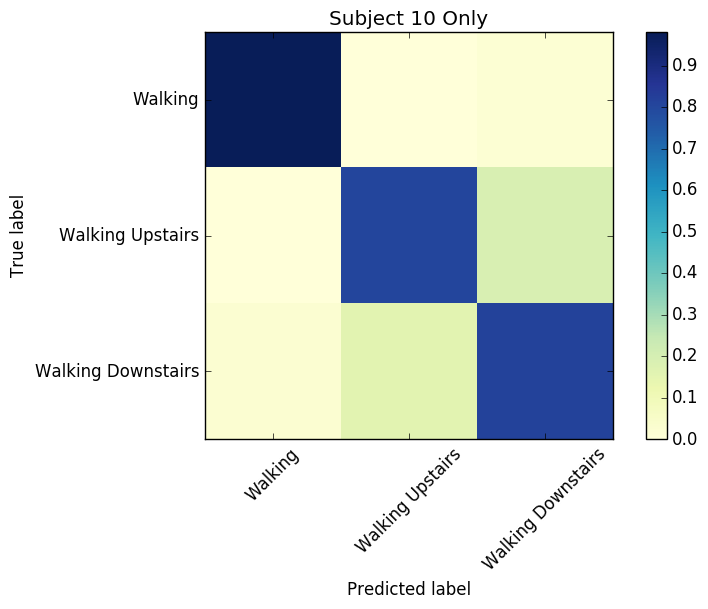 Subject 10 Only
True label
Walking
Walking Upstairs
Walking Downstairs
Walking
Walking Upstairs
Walking Downstairs
Predicted label
0.9
0.8
0.7
0.6
0.5
0.4
0.3
0.2
0.1
0.0